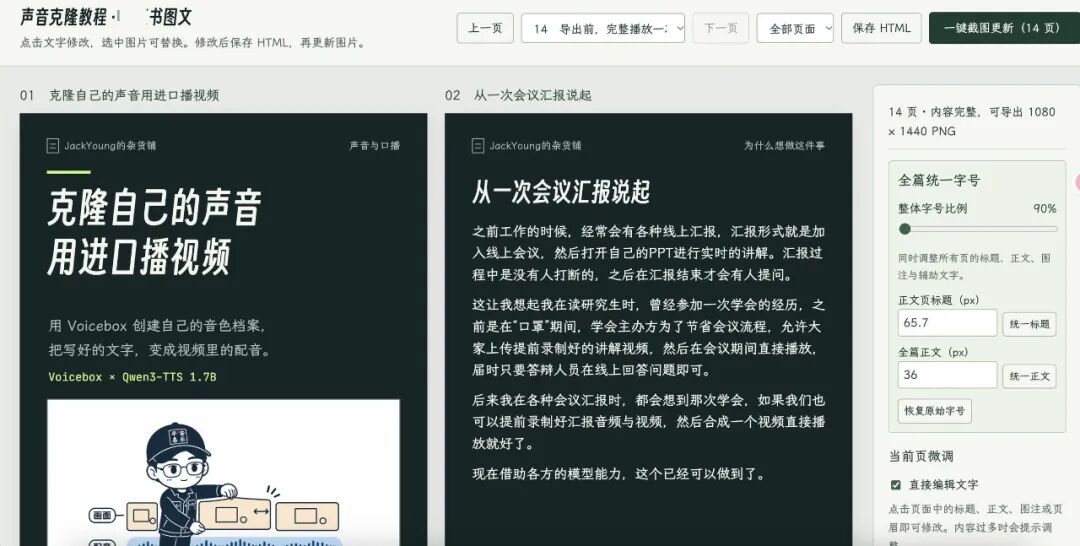 声音克隆教程 · 书图文
点击文字修改，选中图片可替换。修改后保存 HTML，再更新图片。
上一页
14 导出前，完整播放一
下一页
全部页面
保存 HTML
一键截图更新（14 页）
01 克隆自己的声音用进口播视频
JackYoung的杂货铺
声音与口播
克隆自己的声音
用进口播视频
用 Voicebox 创建自己的音色档案，
把写好的文字，变成视频里的配音。
Voicebox × Qwen3-TTS 1.7B
画面
02 从一次会议汇报说起
JackYoung的杂货铺
为什么想做这件事
从一次会议汇报说起
之前工作的时候，经常会有各种线上汇报，汇报形式就是加
入线上会议，然后打开自己的PPT进行实时的讲解。汇报过
程中是没有人打断的，之后在汇报结束才会有人提问。
这让我想起我在读研究生时，曾经参加一次学会的经历，之
前是在“口罩”期间，学会主办方为了节省会议流程，允许大
家上传提前录制好的讲解视频，然后在会议期间直接播放，
届时只要答辩人员在线上回答问题即可。
后来我在各种会议汇报时，都会想到那次学会，如果我们也
可以提前录制好汇报音频与视频，然后合成一个视频直接播
放就好了。
现在借助各方的模型能力，这个已经可以做到了。
14 页 · 内容完整，可导出 1080
× 1440 PNG
全篇统一字号
整体字号比例 90%
同时调整所有页的标题、正文、图
注与辅助文字。
正文页标题（px）
65.7
统一标题
全篇正文（px）
36
统一正文
恢复原始字号
当前页微调
直接编辑文字
点击页面中的标题、正文、图注或页
眉即可修改。内容过多时会提示调